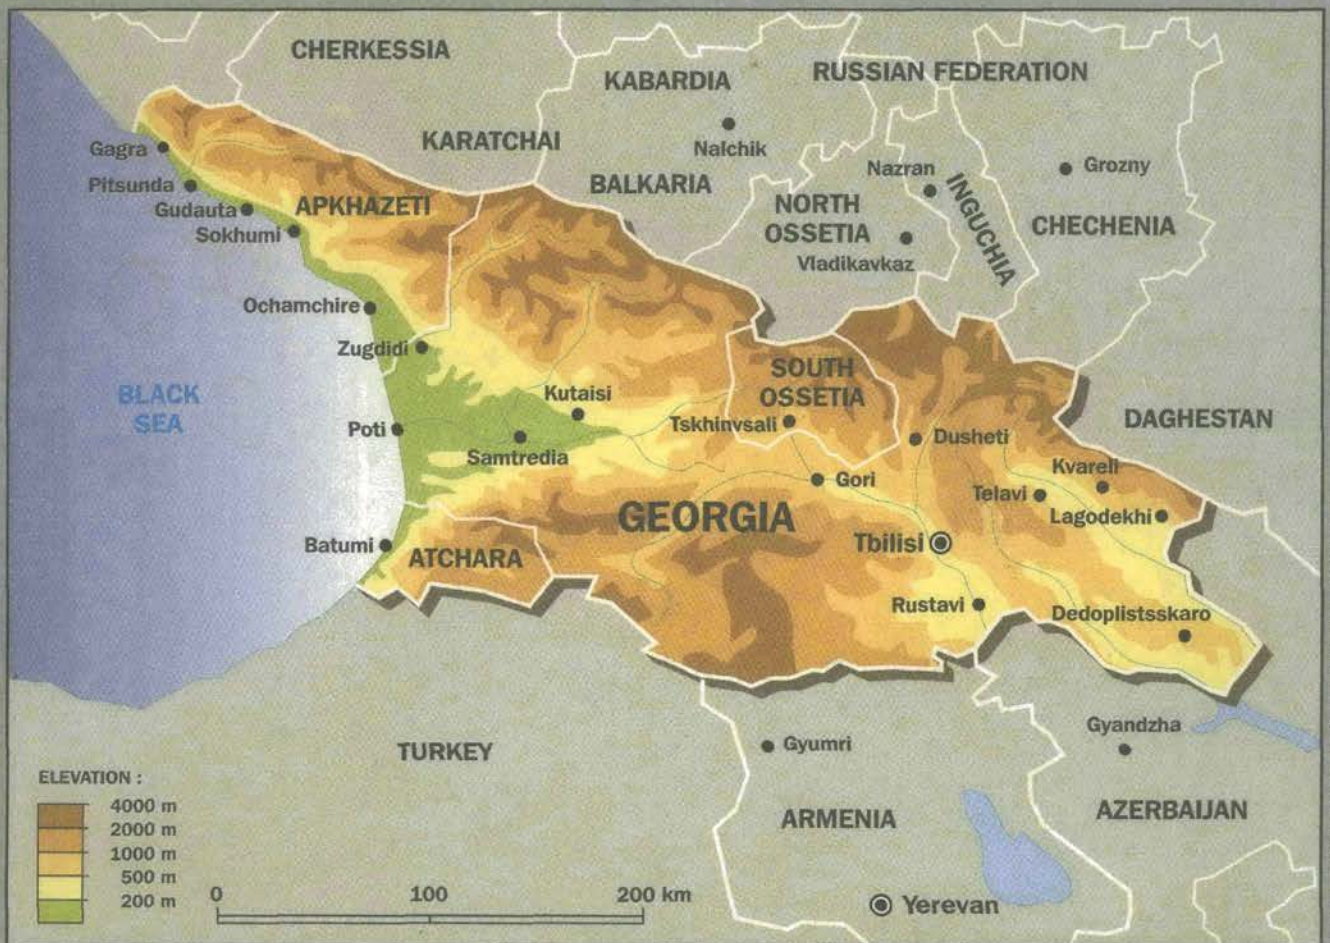 CHERKESSIA
KABARDIA
RUSSIAN FEDERATION
KARATCHAI
Nalchik
Gagra
Nazran
Grozny
Pitsunda
BALKARIA
INGUCHIA
Gudauta
APKHAZETI
NORTH
OSSETIA
CHECHENIA
Sokhumi
Vladikavkaz
Ochamchire
Zugdidi
SOUTH
OSSETIA
BLACK
SEA
Kutaisi
Tskhinvsali
DAGHESTAN
Poti
Samtredia
Dusheti
Kvareli
Gori
Telavi
GEORGIA
Lagodekhi
Batumi
ATCHARA
Tbilisi
Rustavi
Dedoplistsskaro
Gyandzha
TURKEY
Gyumri
ARMENIA
AZERBAIJAN
Yerevan
ELEVATION :
4000 m
2000 m
1000 m
500 m
200 m
0 100 200 km